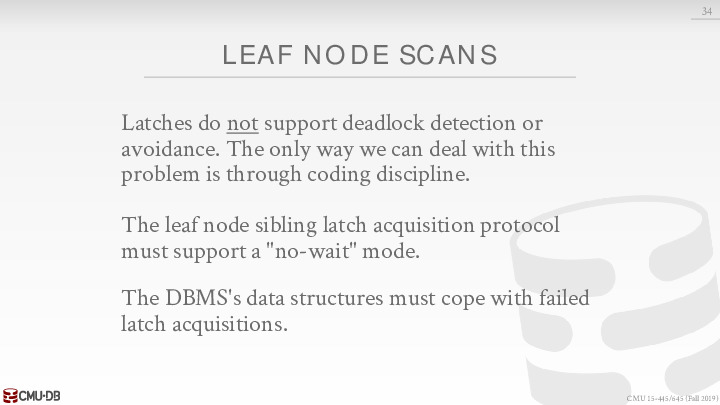 34
LEAF NODE SCANS
Latches do not support deadlock detection or
avoidance. The only way we can deal with this
problem is through coding discipline.
The leaf node sibling latch acquisition protocol
must support a "no-wait" mode.
The DBMS's data structures must cope with failed
latch acquisitions.
CMU·DB
CMU 15-445/645 (Fall 2019)